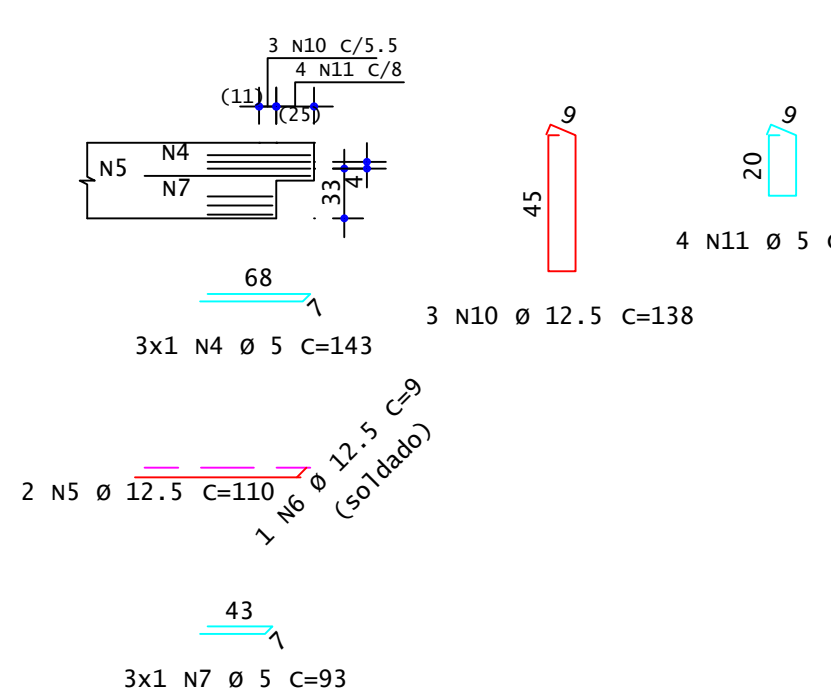 3 N10 C/5.5
4 N11 C/8
(11)
(25)
N4
N5
N7
33
4
9
45
3 N10 Ø 12.5 C=138
9
20
4 N11 Ø 5
68
7
3x1 N4 Ø 5 C=143
2 N5 Ø 12.5 C=110
1 N6 Ø 12.5 C=9
(soldado)
43
7
3x1 N7 Ø 5 C=93